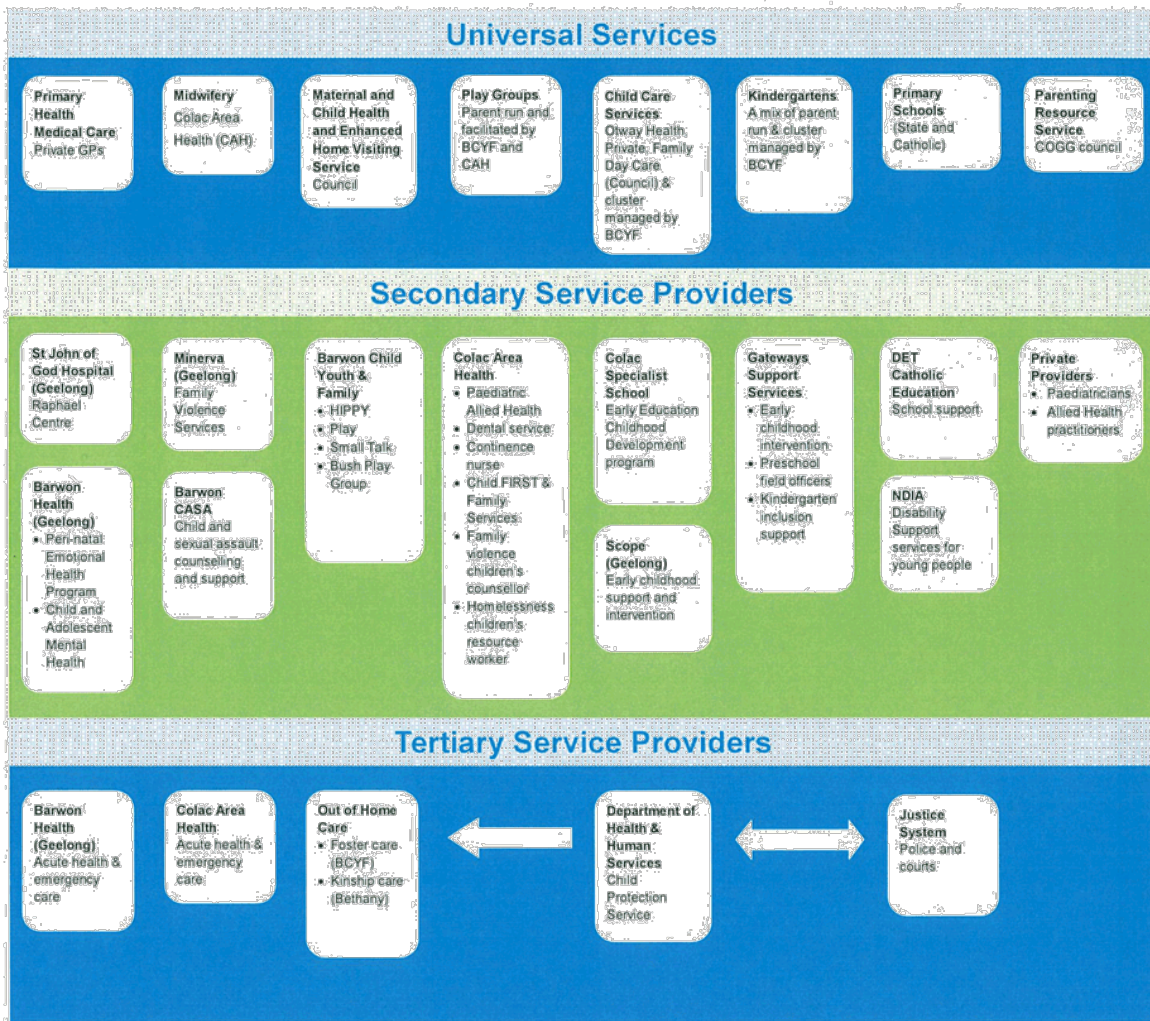 Universal Services
Primary
Health
Medical Care
Private GPs
Midwifery
Colac Area
Health (CAH)
Maternal and
Child Health
and Enhanced
Home Visiting
Service
Council
Play Groups
Parent run and
facilitated by
BCYF and
CAH
Child Care
Services
Otway Health,
Private, Family
Day Care
(Council) &
cluster
managed by
BCYF
Kindergartens
A mix of parent
run & cluster
managed by
BCYF
Primary
Schools
(State and
Catholic)
Parenting
Resource
Service
COGG council
Secondary Service Providers
St John of
God Hospital
(Geelong)
Raphael
Centre
Barwon
Health
(Geelong)
• Peri-natal
Emotional
Health
Program
• Child and
Adolescent
Mental
Health
Minerva
(Geelong)
Family
Violence
Services
Barwon
CASA
Child and
sexual assault
counselling
and support
Barwon Child
Youth &
Family
• HIPPY
• Play
• Small Talk
• Bush Play
Group
Colac Area
Health
• Paediatric
Allied Health
• Dental service
• Continence
nurse
• Child FIRST &
Family
Services
• Family
violence
children's
counsellor
• Homelessness
children's
resource
worker
Colac
Specialist
School
Early Education
Childhood
Development
program
Scope
(Geelong)
Early childhood
support and
intervention
Gateways
Support
Services
• Early
childhood
intervention
• Preschool
field officers
• Kindergarten
inclusion
support
DET
Catholic
Education
School support
NDIA
Disability
Support
services for
young people
Private
Providers
• Paediatricians
• Allied Health
practitioners
Tertiary Service Providers
Barwon
Health
(Geelong)
Acute health &
emergency
care
Colac Area
Health
Acute health &
emergency
care
Out of Home
Care
• Foster care
(BCYF)
• Kinship care
(Bethany)
Department of
Health &
Human
Services
Child
Protection
Service
Justice
System
Police and
courts